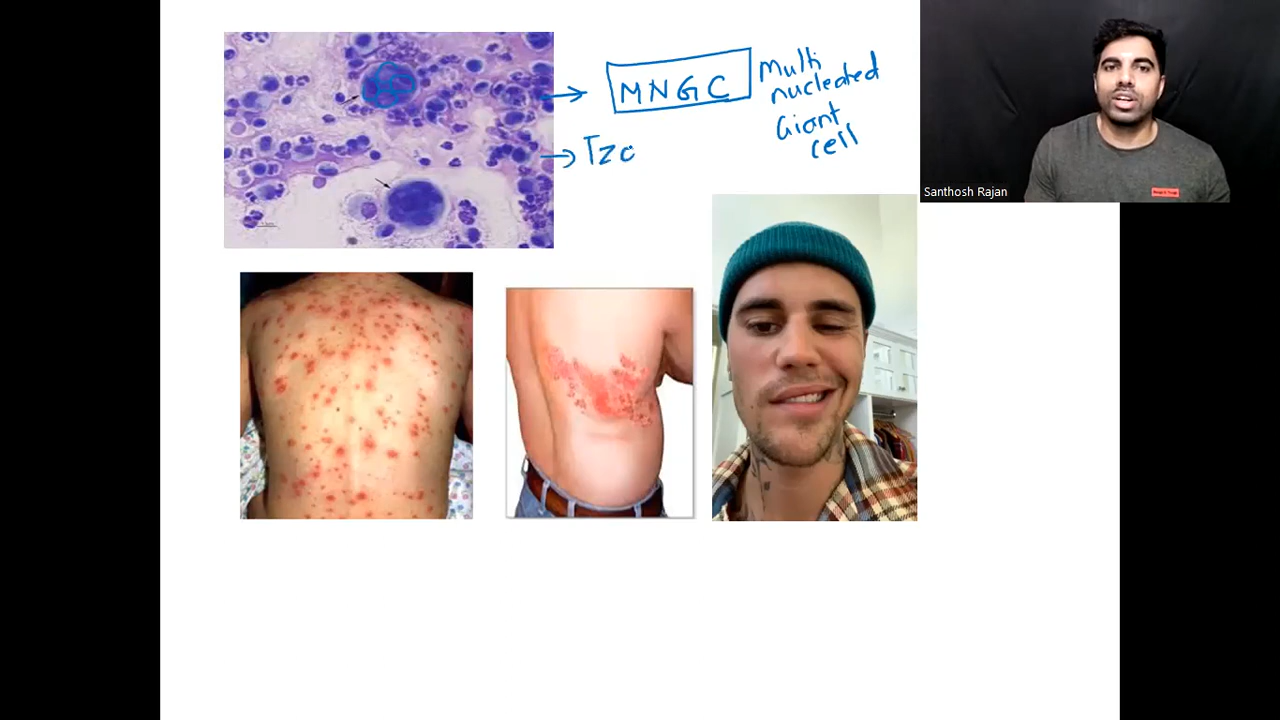 MNGC
Multi
nucleated
Giant
cell
Tzc
Santhosh Rajan